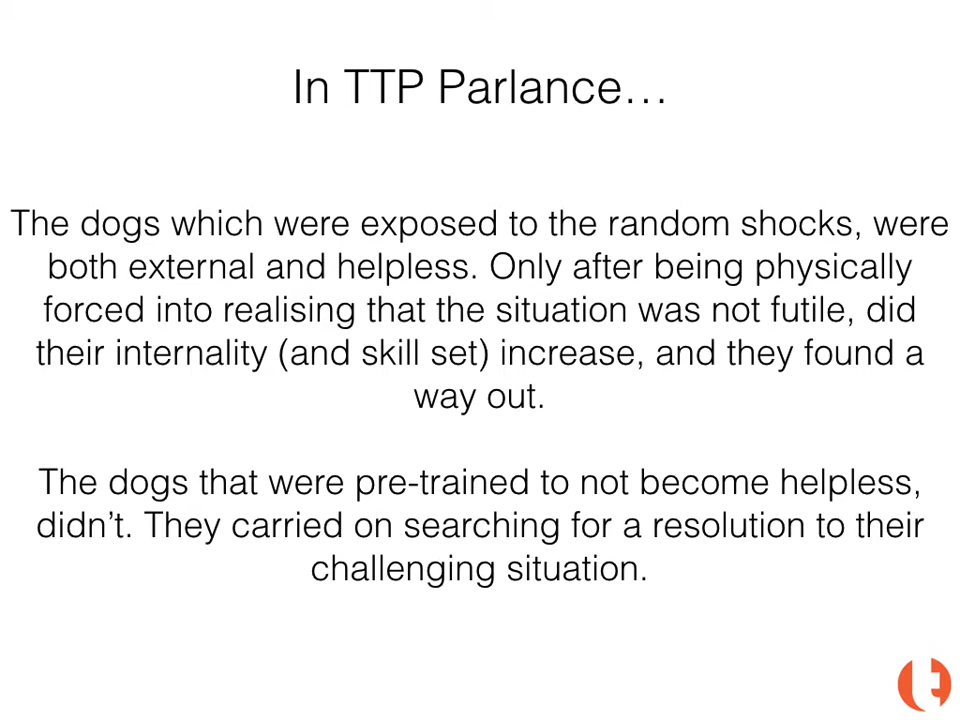 In TTP Parlance…
The dogs which were exposed to the random shocks, were
both external and helpless. Only after being physically
forced into realising that the situation was not futile, did
their internality (and skill set) increase, and they found a
way out.
The dogs that were pre-trained to not become helpless,
didn't. They carried on searching for a resolution to their
challenging situation.